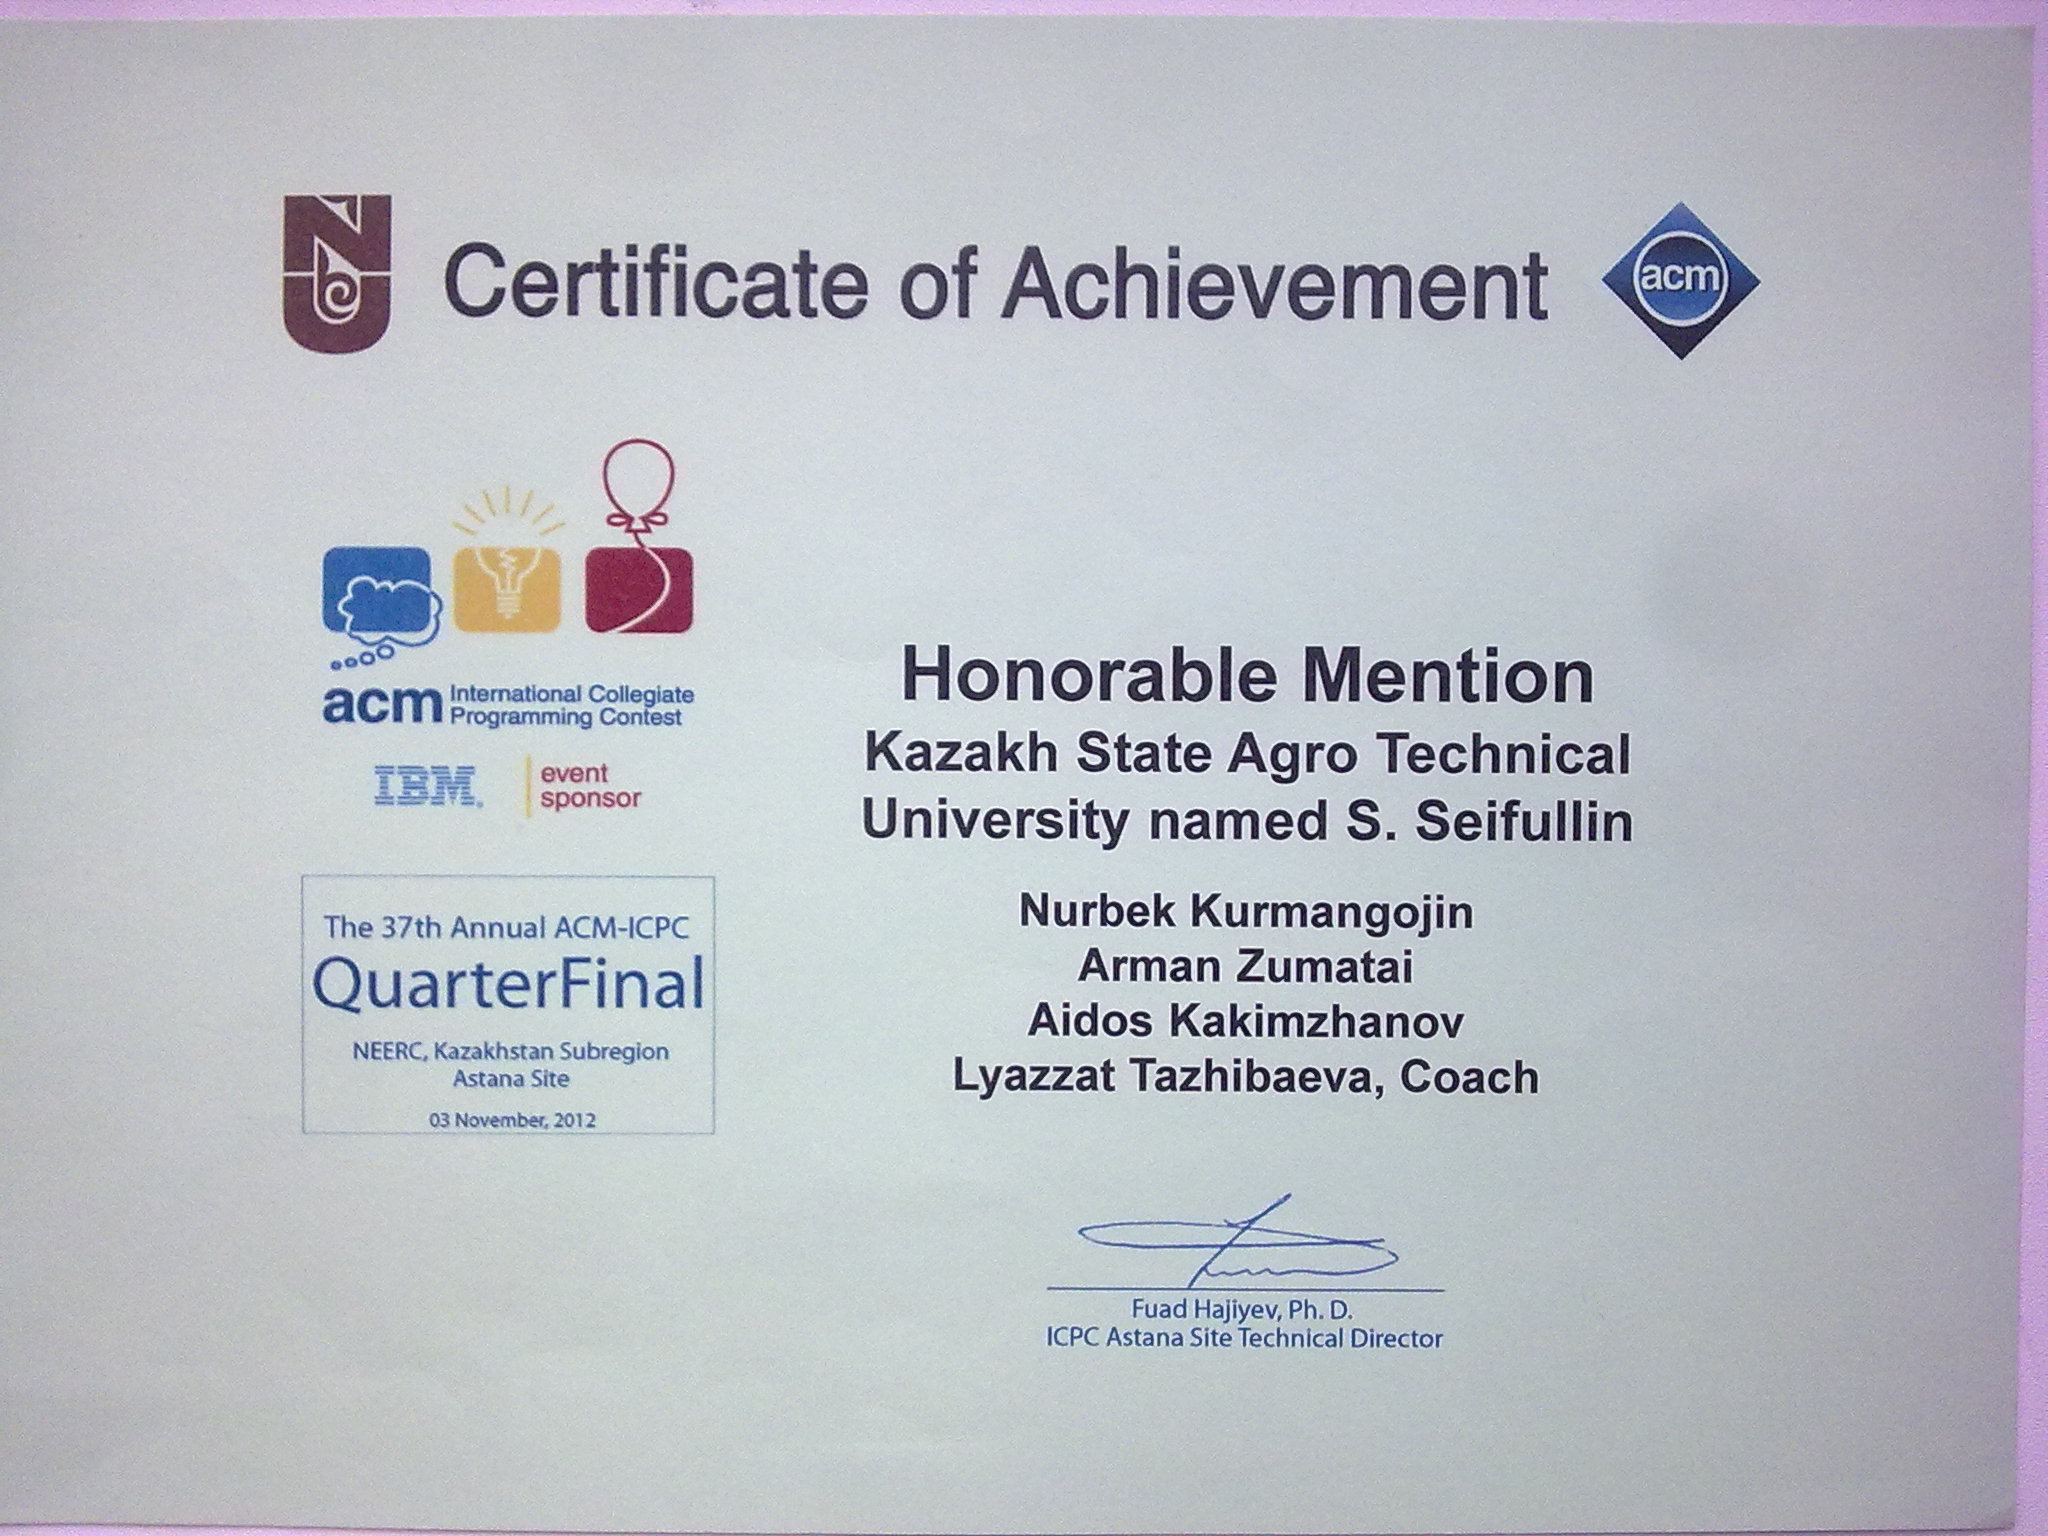 Certificate of Achievement
acm
acm International Collegiate
Programming Contest
IBM. event
sponsor
The 37th Annual ACM-ICPC
QuarterFinal
NEERC, Kazakhstan Subregion
Astana Site
03 November, 2012
Honorable Mention
Kazakh State Agro Technical
University named S. Seifullin
Nurbek Kurmangojin
Arman Zumatai
Aidos Kakimzhanov
Lyazzat Tazhibaeva, Coach
Fuad Hajiyev, Ph. D.
ICPC Astana Site Technical Director